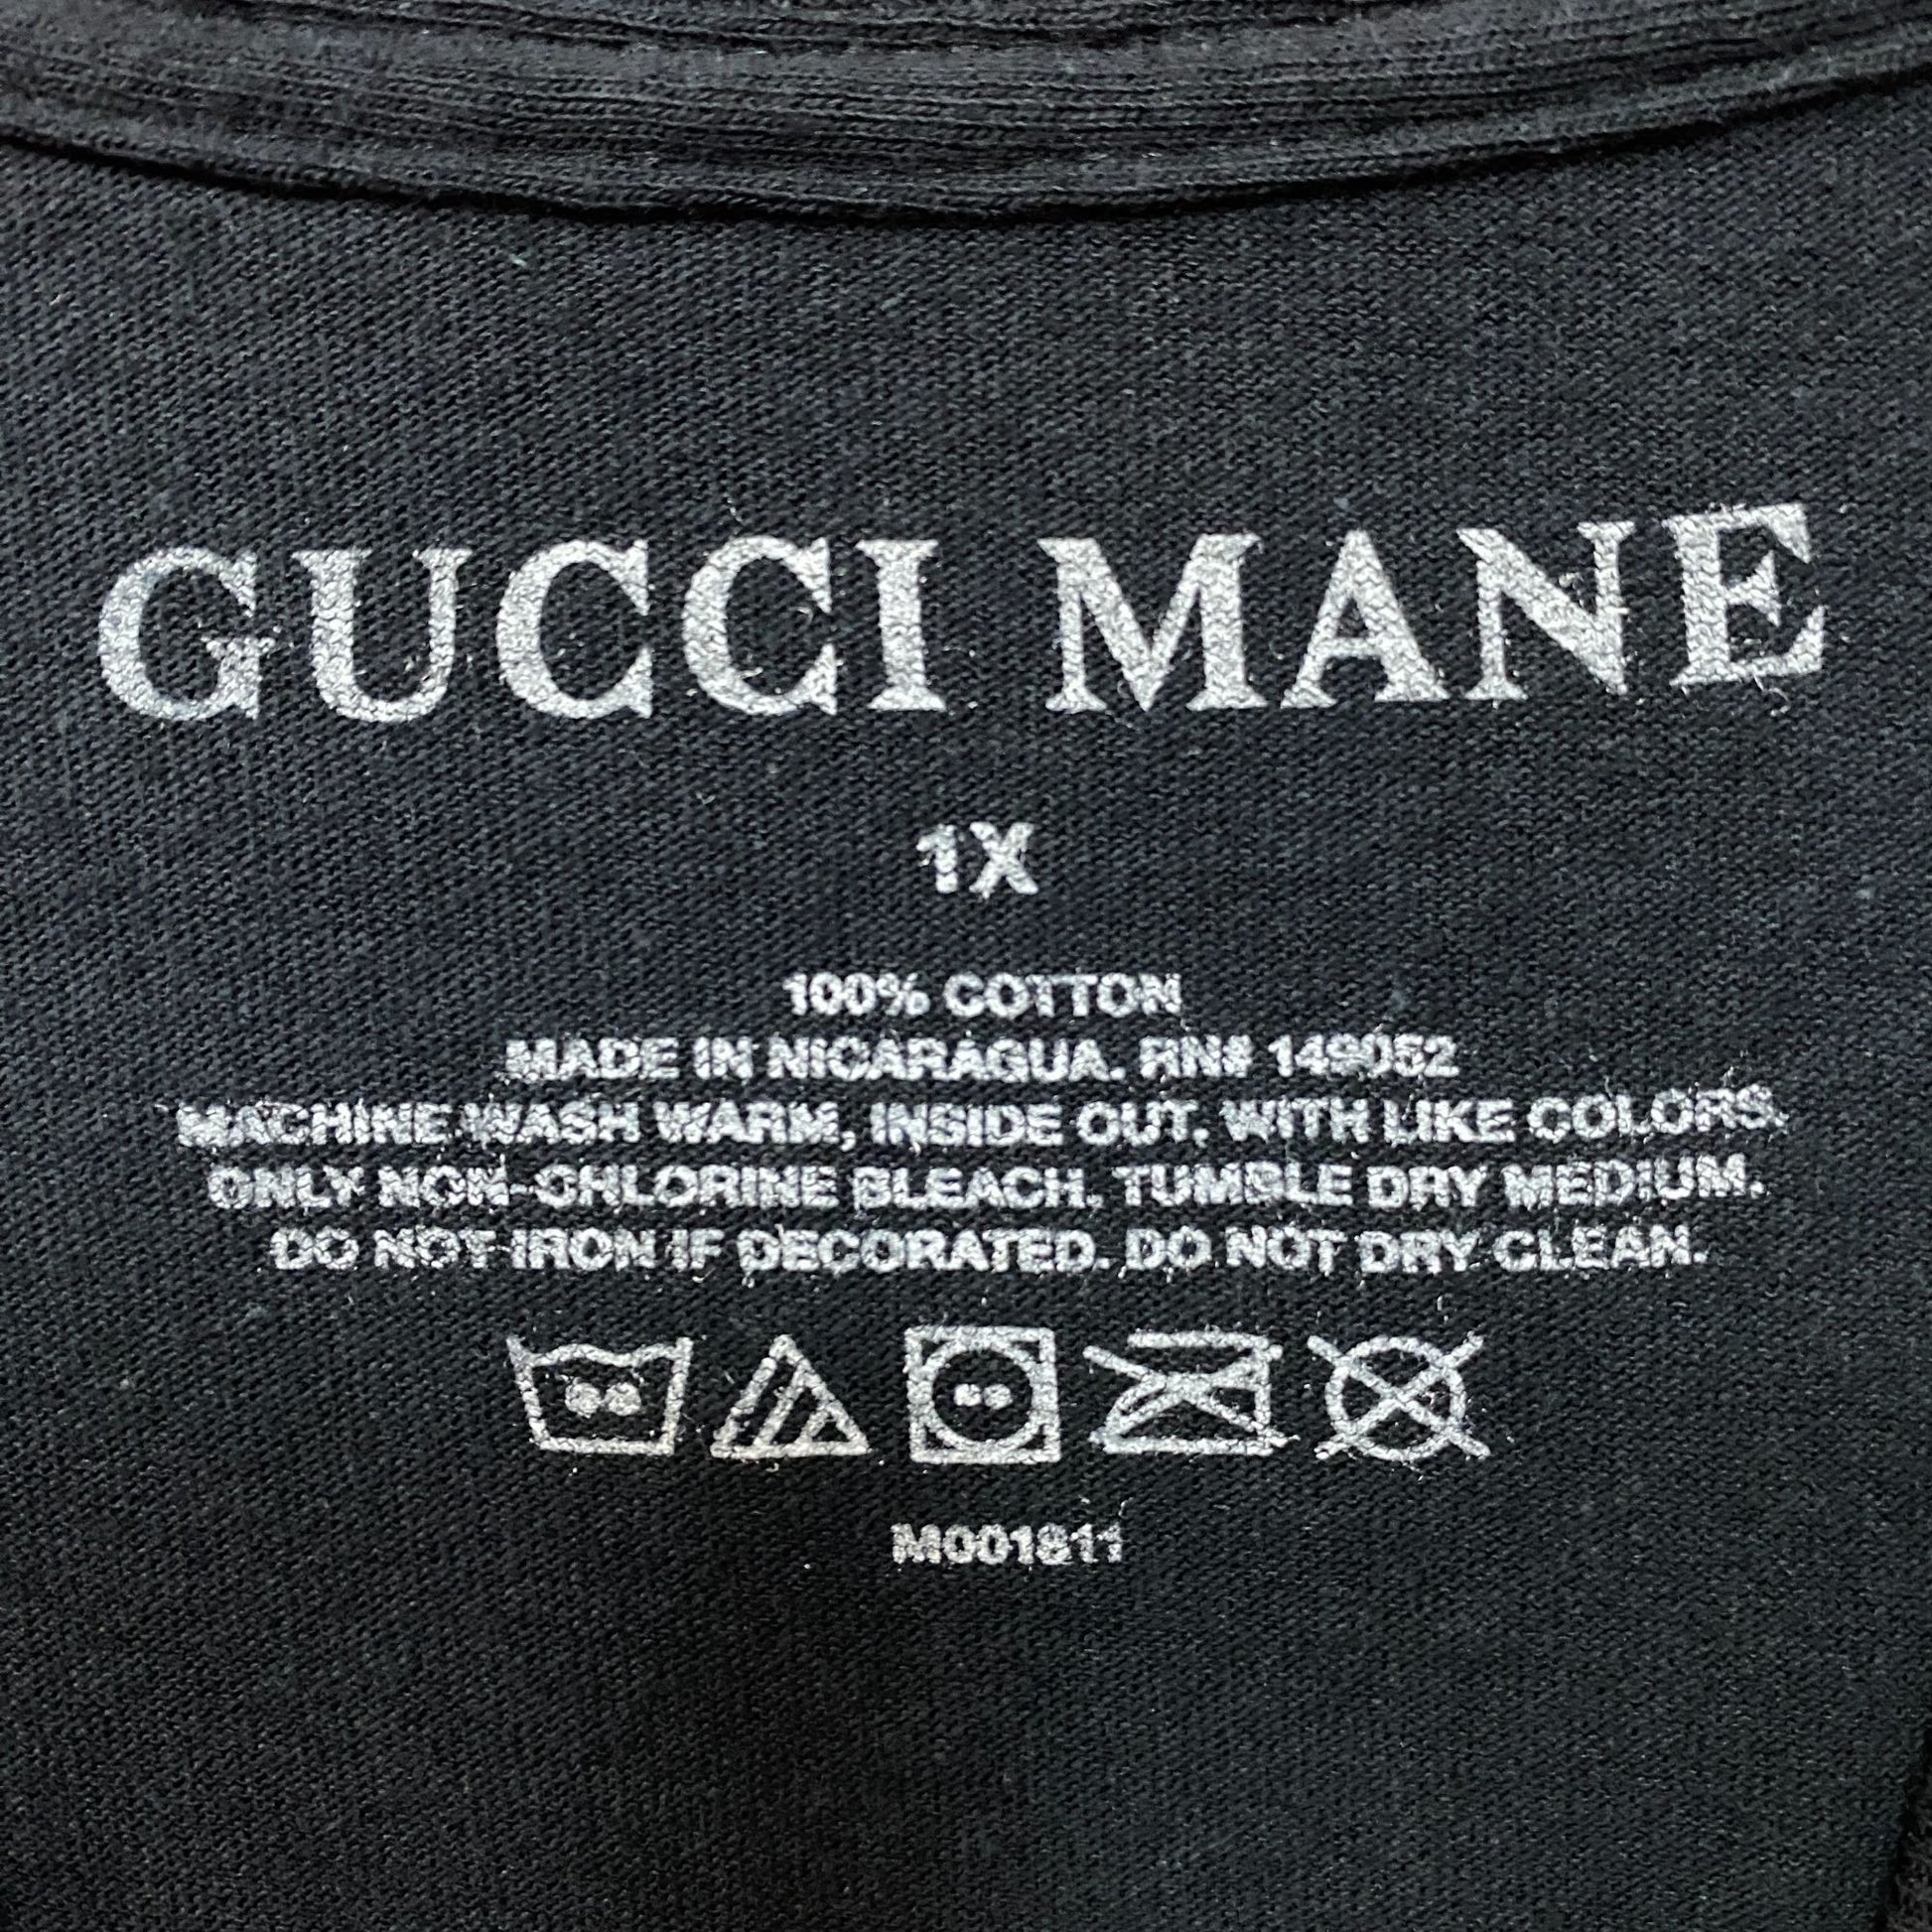 GUCCI MANE
1X
100% COTTON
MADE IN NICARAGUA. RN# 149052
MACHINE WASH WARM, INSIDE OUT, WITH LIKE COLORS.
ONLY NON-CHLORINE BLEACH. TUMBLE DRY MEDIUM.
DO NOT IRON IF DECORATED. DO NOT DRY CLEAN.
M001811